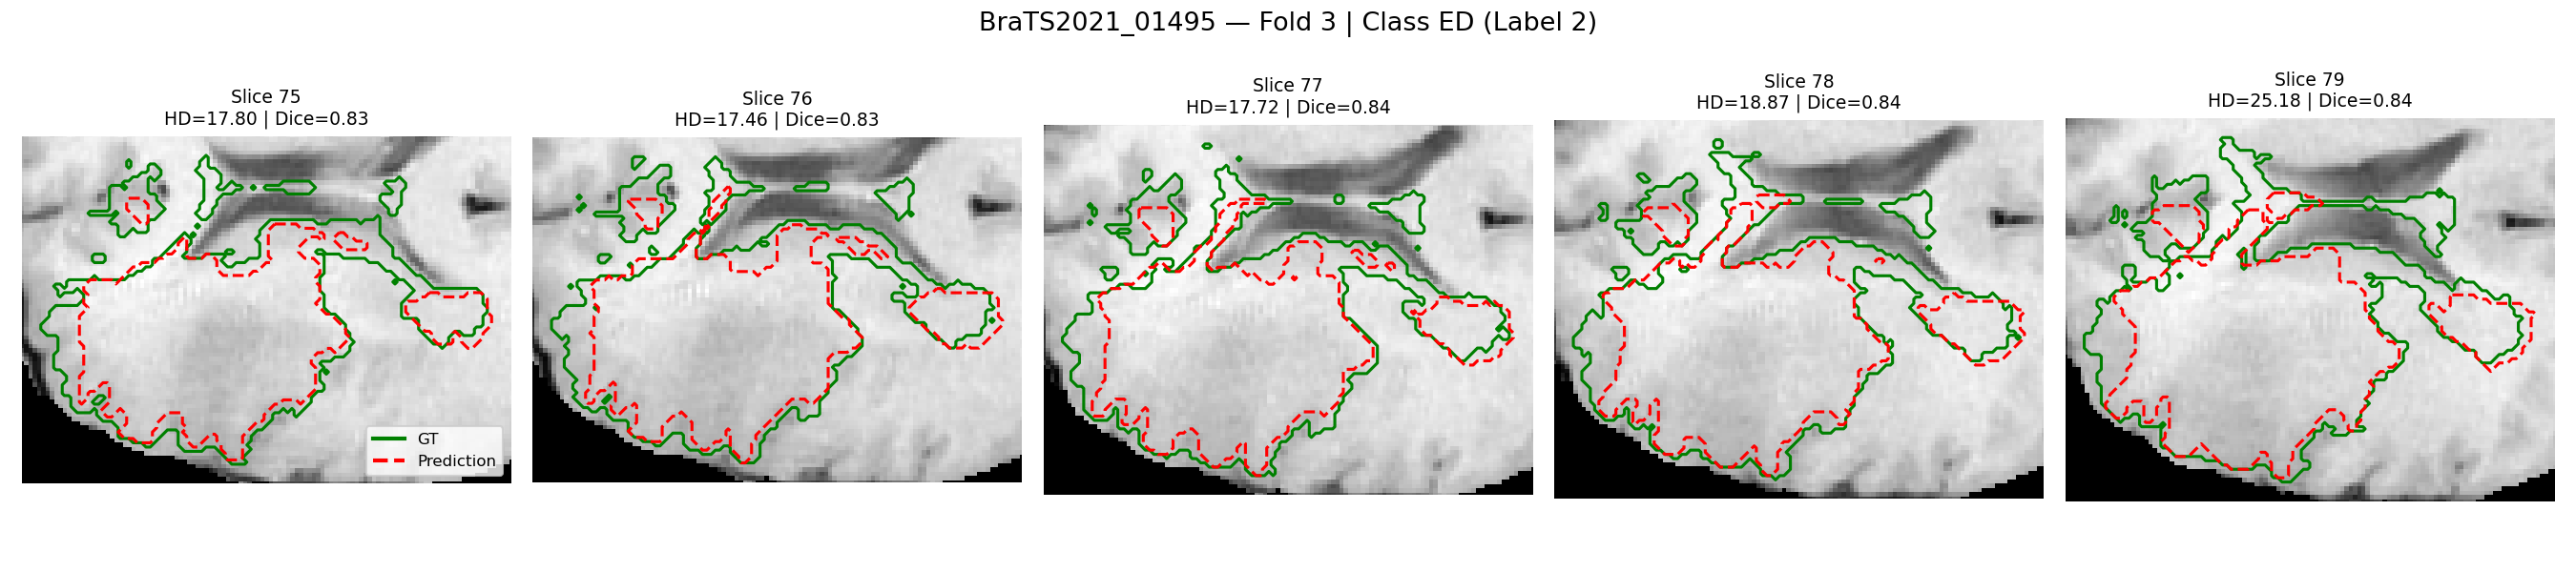 BraTS2021_01495 — Fold 3 | Class ED (Label 2)
Slice 75
HD=17.80 | Dice=0.83
Slice 76
HD=17.46 | Dice=0.83
Slice 77
HD=17.72 | Dice=0.84
Slice 78
HD=18.87 | Dice=0.84
Slice 79
HD=25.18 | Dice=0.84
GT
Prediction